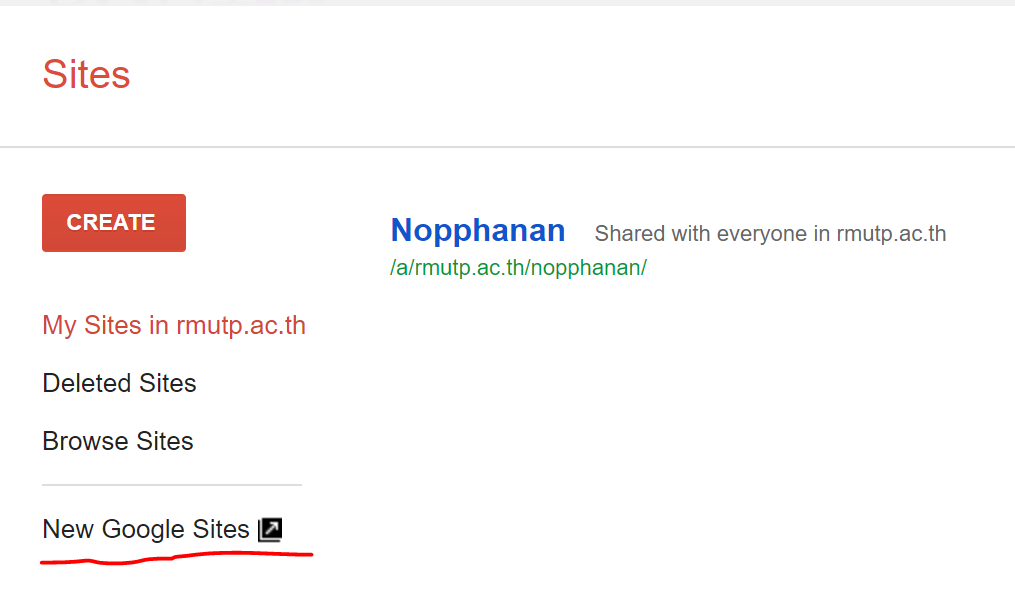 Sites
CREATE
Nopphanan Shared with everyone in rmutp.ac.th
/a/rmutp.ac.th/nopphanan/
My Sites in rmutp.ac.th
Deleted Sites
Browse Sites
New Google Sites